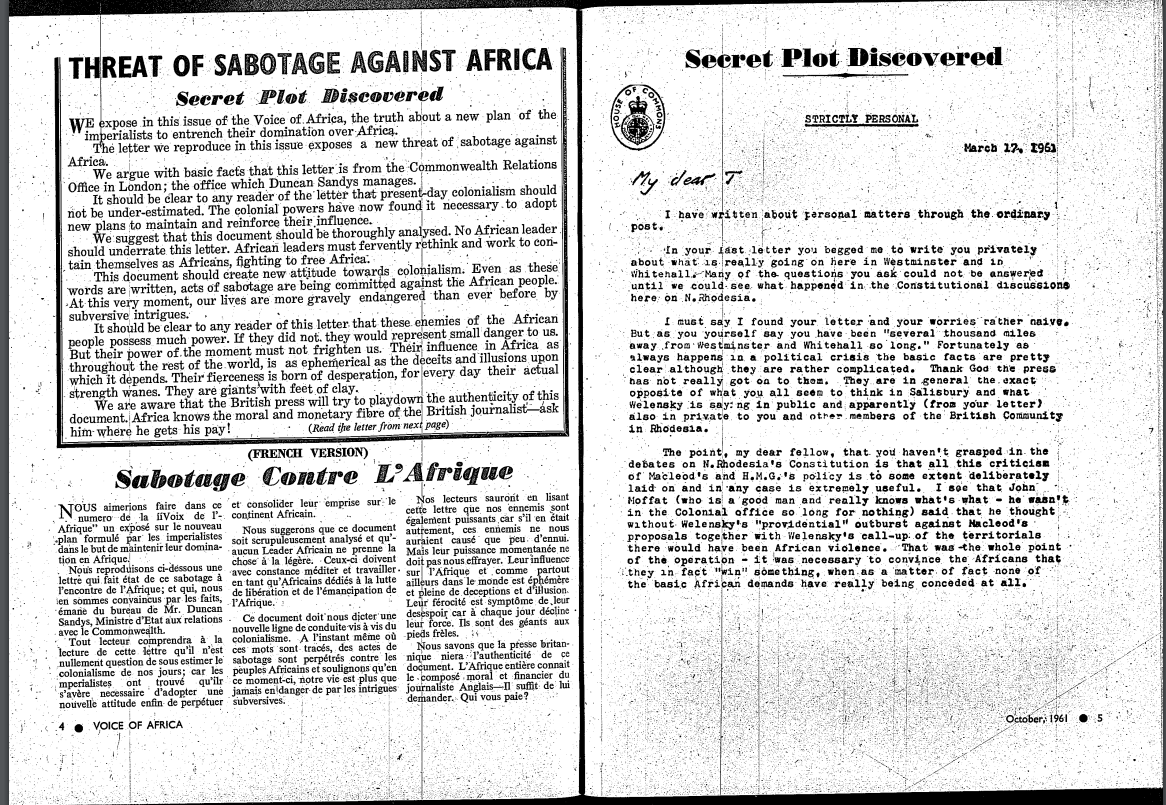 THREAT OF SABOTAGE AGAINST AFRICA
Secret Plot Discovered
WE expose in this issue of the Voice of Africa, the truth about a new plan of the
imperialists to entrench their domination over Africa.
The letter we reproduce in this issue exposes a new threat of sabotage against
Africa.
We argue with basic facts that this letter is from the Commonwealth Relations
Office in London; the office which Duncan Sandys manages.
It should be clear to any reader of the letter that present-day colonialism should
not be under-estimated. The colonial powers have now found it necessary to adopt
new plans to maintain and reinforce their influence.
We suggest that this document should be thoroughly analysed. No African leader
should underrate this letter. African leaders must fervently rethink and work to con-
tain themselves as Africans, fighting to free Africa.
This document should create new attitude towards colonialism. Even as these
words are written, acts of sabotage are being committed against the African people.
At this very moment, our lives are more gravely endangered than ever before by
subversive intrigues.
It should be clear to any reader of this letter that these enemies of the African
people possess much power. If they did not, they would represent small danger to us.
But their power of the moment must not frighten us. Their influence in Africa as
throughout the rest of the world, is as ephemerical as the deceits and illusions upon
which it depends. Their fierceness is born of desperation, for every day their actual
strength wanes. They are giants with feet of clay.
We are aware that the British press will try to playdown the authenticity of this
document. Africa knows the moral and monetary fibre of the British journalist—ask
him where he gets his pay! (Read the letter from next page)
(FRENCH VERSION)
Sabotage Contre L'Afrique
NOUS aimerions faire dans ce
numero de la liVoix de l'-
Afrique" un exposé sur le nouveau
plan formulé par les imperialistes
dans le but de maintenir leur domina-
tion en Afrique.
Nous reproduisons ci-dessous une
lettre qui fait état de ce sabotage à
l'encontre de l'Afrique; et qui, nous
en sommes convaincus par les faits,
émane du bureau de Mr. Duncan
Sandys, Ministre d'Etat aux relations
avec le Commonwealth.
Tout lecteur comprendra à la
lecture de cette lettre qu'il n'est
nullement question de sous estimer le
colonialisme de nos jours; car les
mperialistes ont trouvé qu'ilr
s'avère necessaire d'adopter une
nouvelle attitude enfin de perpétuer
et consolider leur emprise sur le
continent Africain.
Nous suggerons que ce document
soit scrupuleusement analysé et qu'-
aucun Leader Africain ne prenne la
chose à la légère. Ceux-ci doivent
avec constance méditer et travailler
en tant qu'Africains dédiés à la lutte
de libération et de l'émancipation de
l'Afrique.
Ce document doit nous dicter une
nouvelle ligne de conduite vis à vis du
colonialisme. A l'instant même où
ces mots sont tracés, des actes de
sabotage sont perpétrés contre les
peuples Africains et soulignons qu'en
ce moment-ci, notre vie est plus que
jamais en danger de par les intrigues
subversives.
Nos lecteurs sauront en lisant
cette lettre que nos ennemis sont
également puissants car s'il en était
autrement, ces ennemis ne nous
auraient causé que peu d'ennui.
Mais leur puissance momentanée ne
doit pas nous effrayer. Leur influence
sur l'Afrique et comme partout
ailleurs dans le monde est éphémère
et pleine de deceptions et d'illusion.
Leur férocité est symptôme de leur
desespoir car à chaque jour décline
leur force. Ils sont des géants aux
pieds frèles.
Nous savons que la presse britan-
nique niera l'authenticité de ce
document. L'Afrique entière connait
le composé moral et financier du
journaliste Anglais—Il suffit de lui
demander. Qui vous paie?
4 ● VOICE OF AFRICA
Secret Plot Discovered
HOUSE OF COMMONS
STRICTLY PERSONAL
March 17, 1961
My dear T
I have written about personal matters through the ordinary
post.
In your last letter you begged me to write you privately
about what is really going on here in Westminster and in
Whitehall. Many of the questions you ask could not be answered
until we could see what happened in the Constitutional discussions
here on N.Rhodesia.
I must say I found your letter and your worries rather naive.
But as you yourself say you have been "several thousand miles
away from Westminster and Whitehall so long." Fortunately as
always happens in a political crisis the basic facts are pretty
clear although they are rather complicated. Thank God the press
has not really got on to them. They are in general the exact
opposite of what you all seem to think in Salisbury and what
Welensky is saying in public and apparently (from your letter)
also in private to you and other members of the British Community
in Rhodesia.
The point, my dear fellow, that you haven't grasped in the
debates on N.Rhodesia's Constitution is that all this criticism
of Macleod's and H.M.G.'s policy is to some extent deliberately
laid on and in any case is extremely useful. I see that John
Moffat (who is a good man and really knows what's what - he wasn't
in the Colonial office so long for nothing) said that he thought
without Welensky's "providential" outburst against Macleod's
proposals together with Welensky's call-up of the territorials
there would have been African violence. That was the whole point
of the operation - it was necessary to convince the Africans that
they in fact "win" something, when as a matter of fact none of
the basic African demands have really being conceded at all.
October, 1961 ● 5